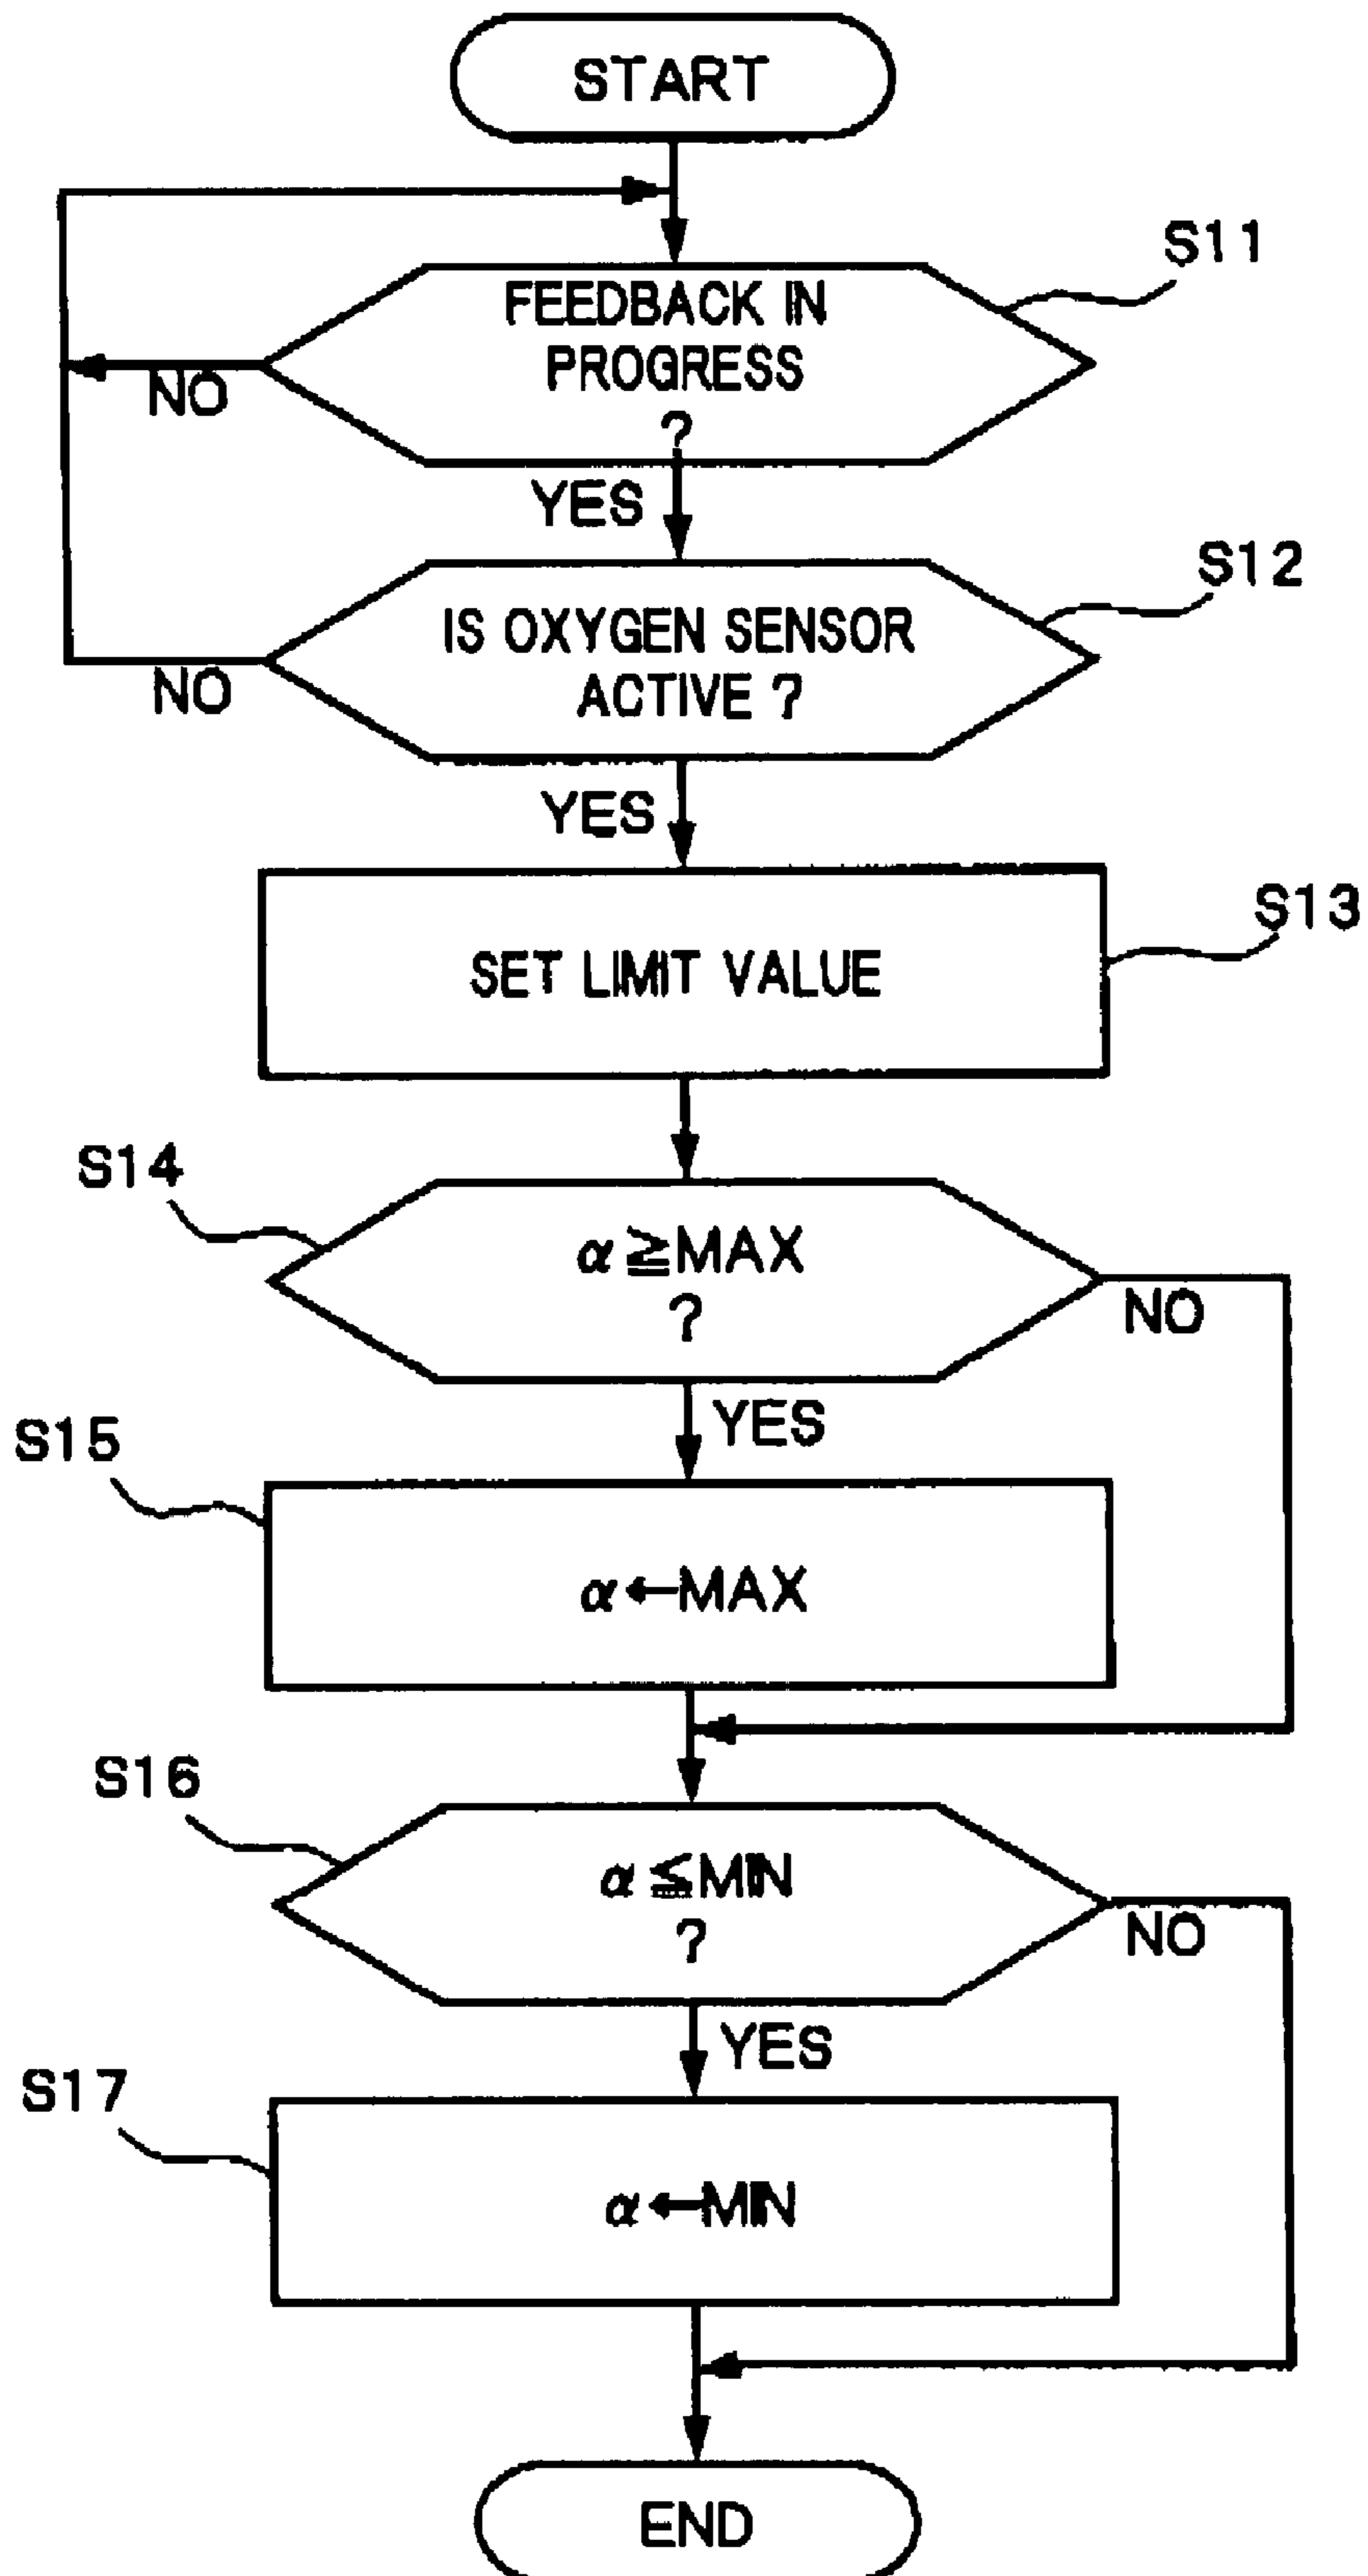 START
S11
FEEDBACK IN
PROGRESS
?
NO
YES
S12
IS OXYGEN SENSOR
ACTIVE ?
NO
YES
S13
SET LIMIT VALUE
S14
α ≧MAX
?
NO
YES
S15
α←MAX
S16
α ≦MIN
?
NO
YES
S17
α←MIN
END